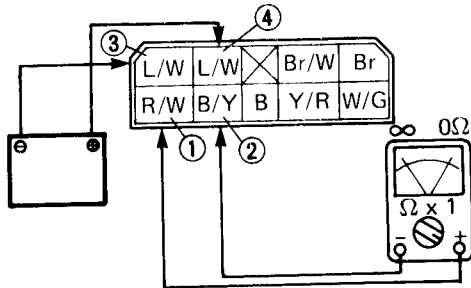 ④
③
L/W L/W Br/W Br
R/W B/Y B Y/R W/G
① ②
∞ 0Ω
Ω x 1
⊖ ⊕
− +